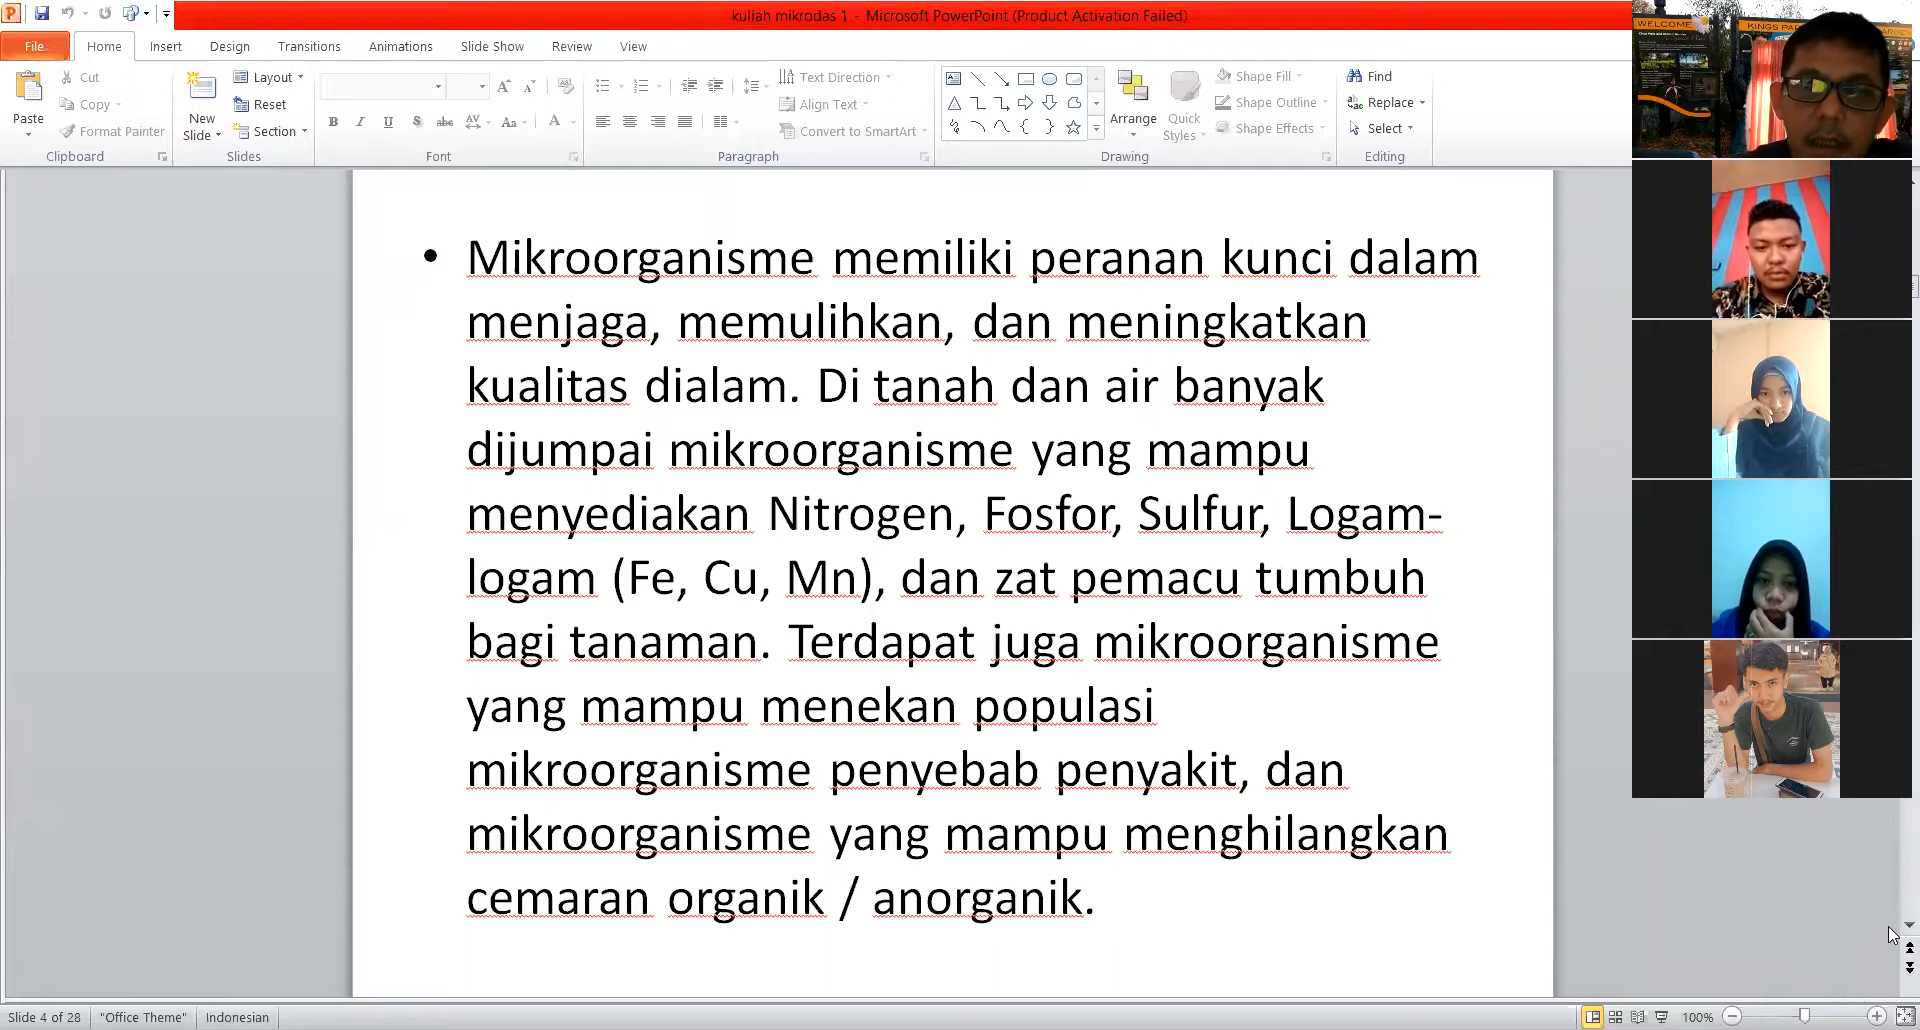 kuliah mikrodas 1 - Microsoft PowerPoint (Product Activation Failed)
File Home Insert Design Transitions Animations Slide Show Review View
Paste
Cut
Copy
Format Painter
Clipboard
New Slide
Layout
Reset
Section
Slides
Font
Text Direction
Align Text
Convert to SmartArt
Paragraph
Arrange
Quick Styles
Shape Fill
Shape Outline
Shape Effects
Drawing
Find
Replace
Select
Editing
WELCOME
• Mikroorganisme memiliki peranan kunci dalam
menjaga, memulihkan, dan meningkatkan
kualitas dialam. Di tanah dan air banyak
dijumpai mikroorganisme yang mampu
menyediakan Nitrogen, Fosfor, Sulfur, Logam-
logam (Fe, Cu, Mn), dan zat pemacu tumbuh
bagi tanaman. Terdapat juga mikroorganisme
yang mampu menekan populasi
mikroorganisme penyebab penyakit, dan
mikroorganisme yang mampu menghilangkan
cemaran organik / anorganik.
Slide 4 of 28 "Office Theme" Indonesian 100%